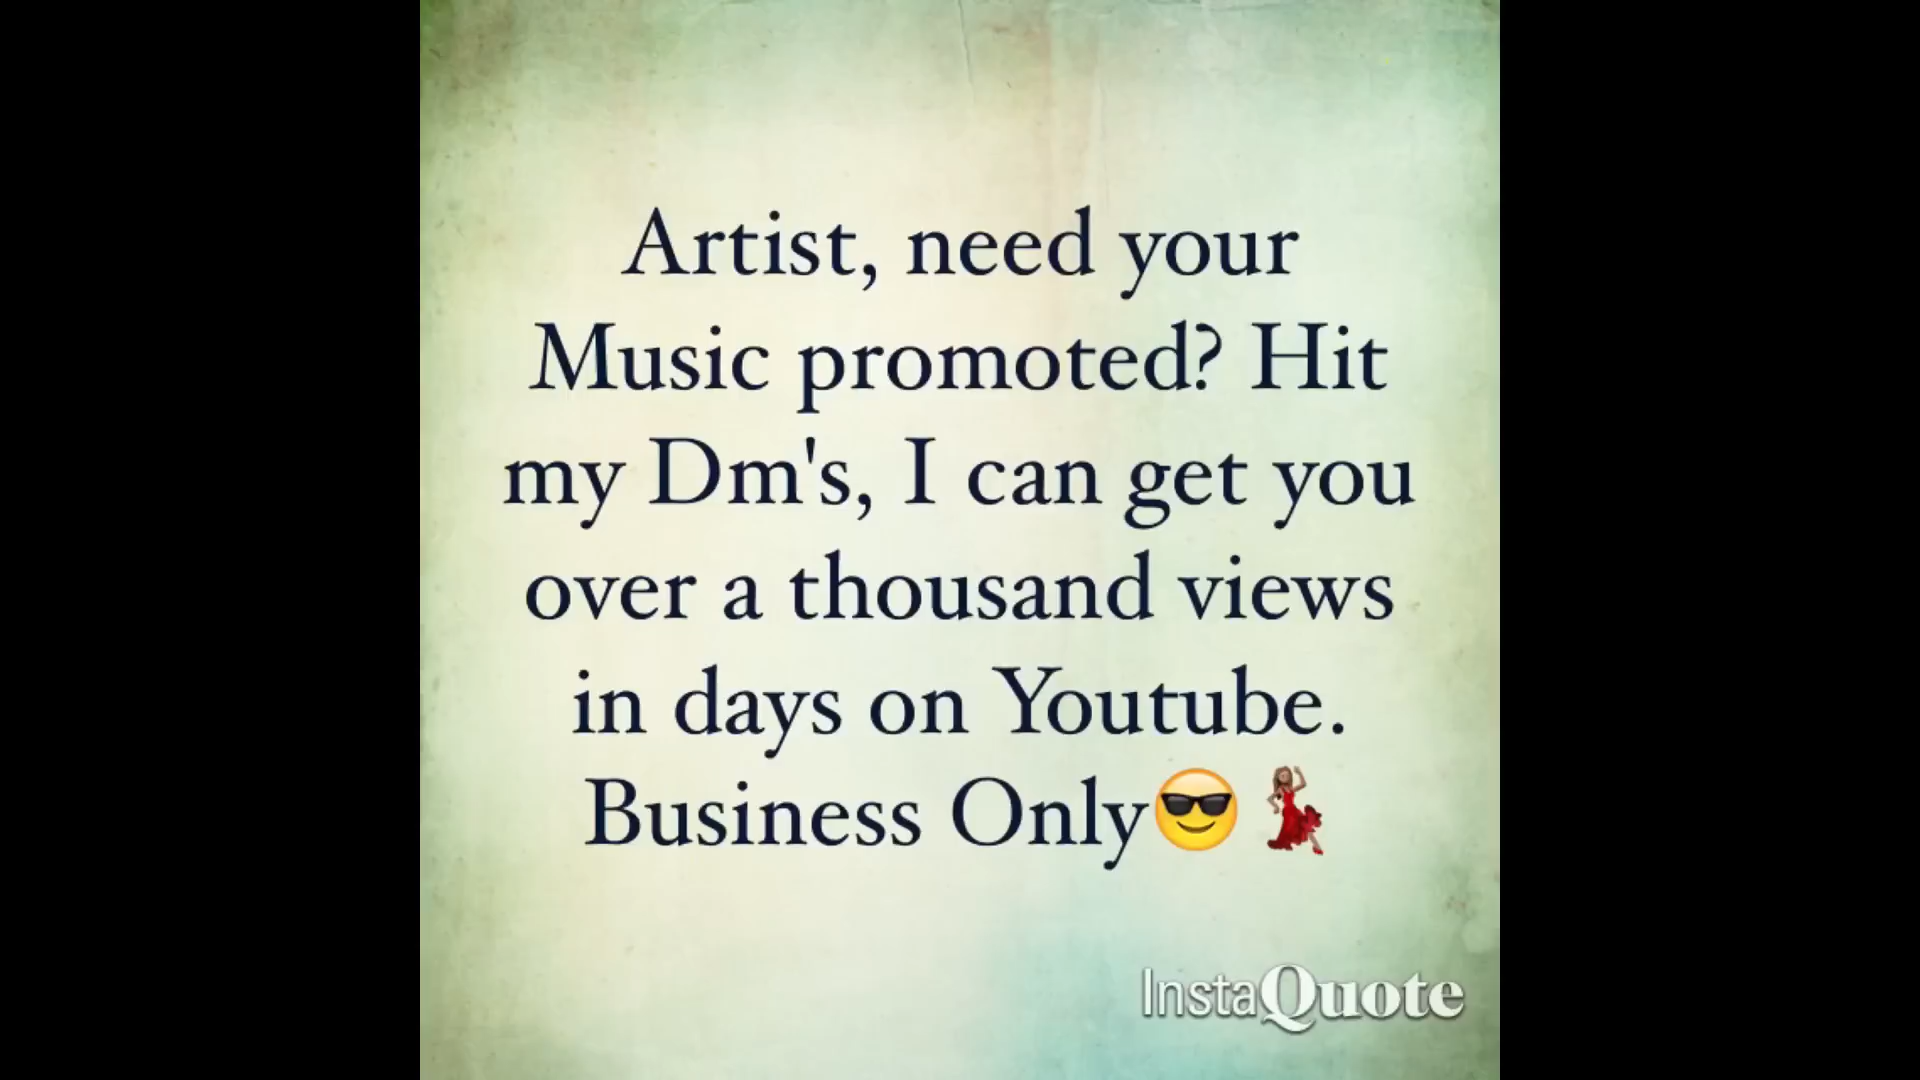 Artist, need your
Music promoted? Hit
my Dm's, I can get you
over a thousand views
in days on Youtube.
Business Only😎💃🏽
InstaQuote